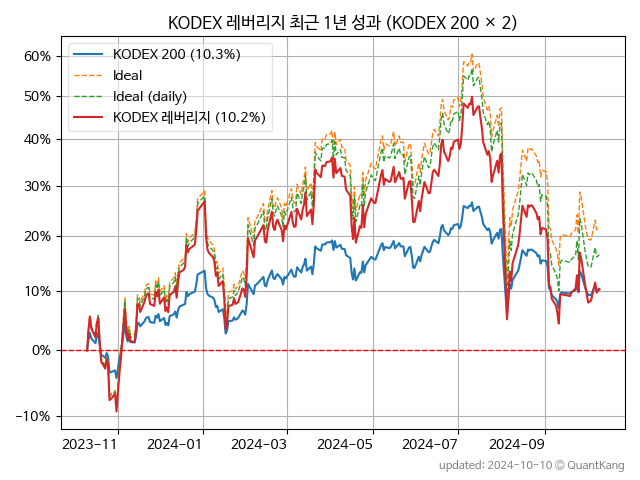 KODEX 레버리지 최근 1년 성과 (KODEX 200 × 2)
KODEX 200 (10.3%)
Ideal
Ideal (daily)
KODEX 레버리지 (10.2%)
60%
50%
40%
30%
20%
10%
0%
−10%
2023-11
2024-01
2024-03
2024-05
2024-07
2024-09
updated: 2024-10-10 © QuantKang